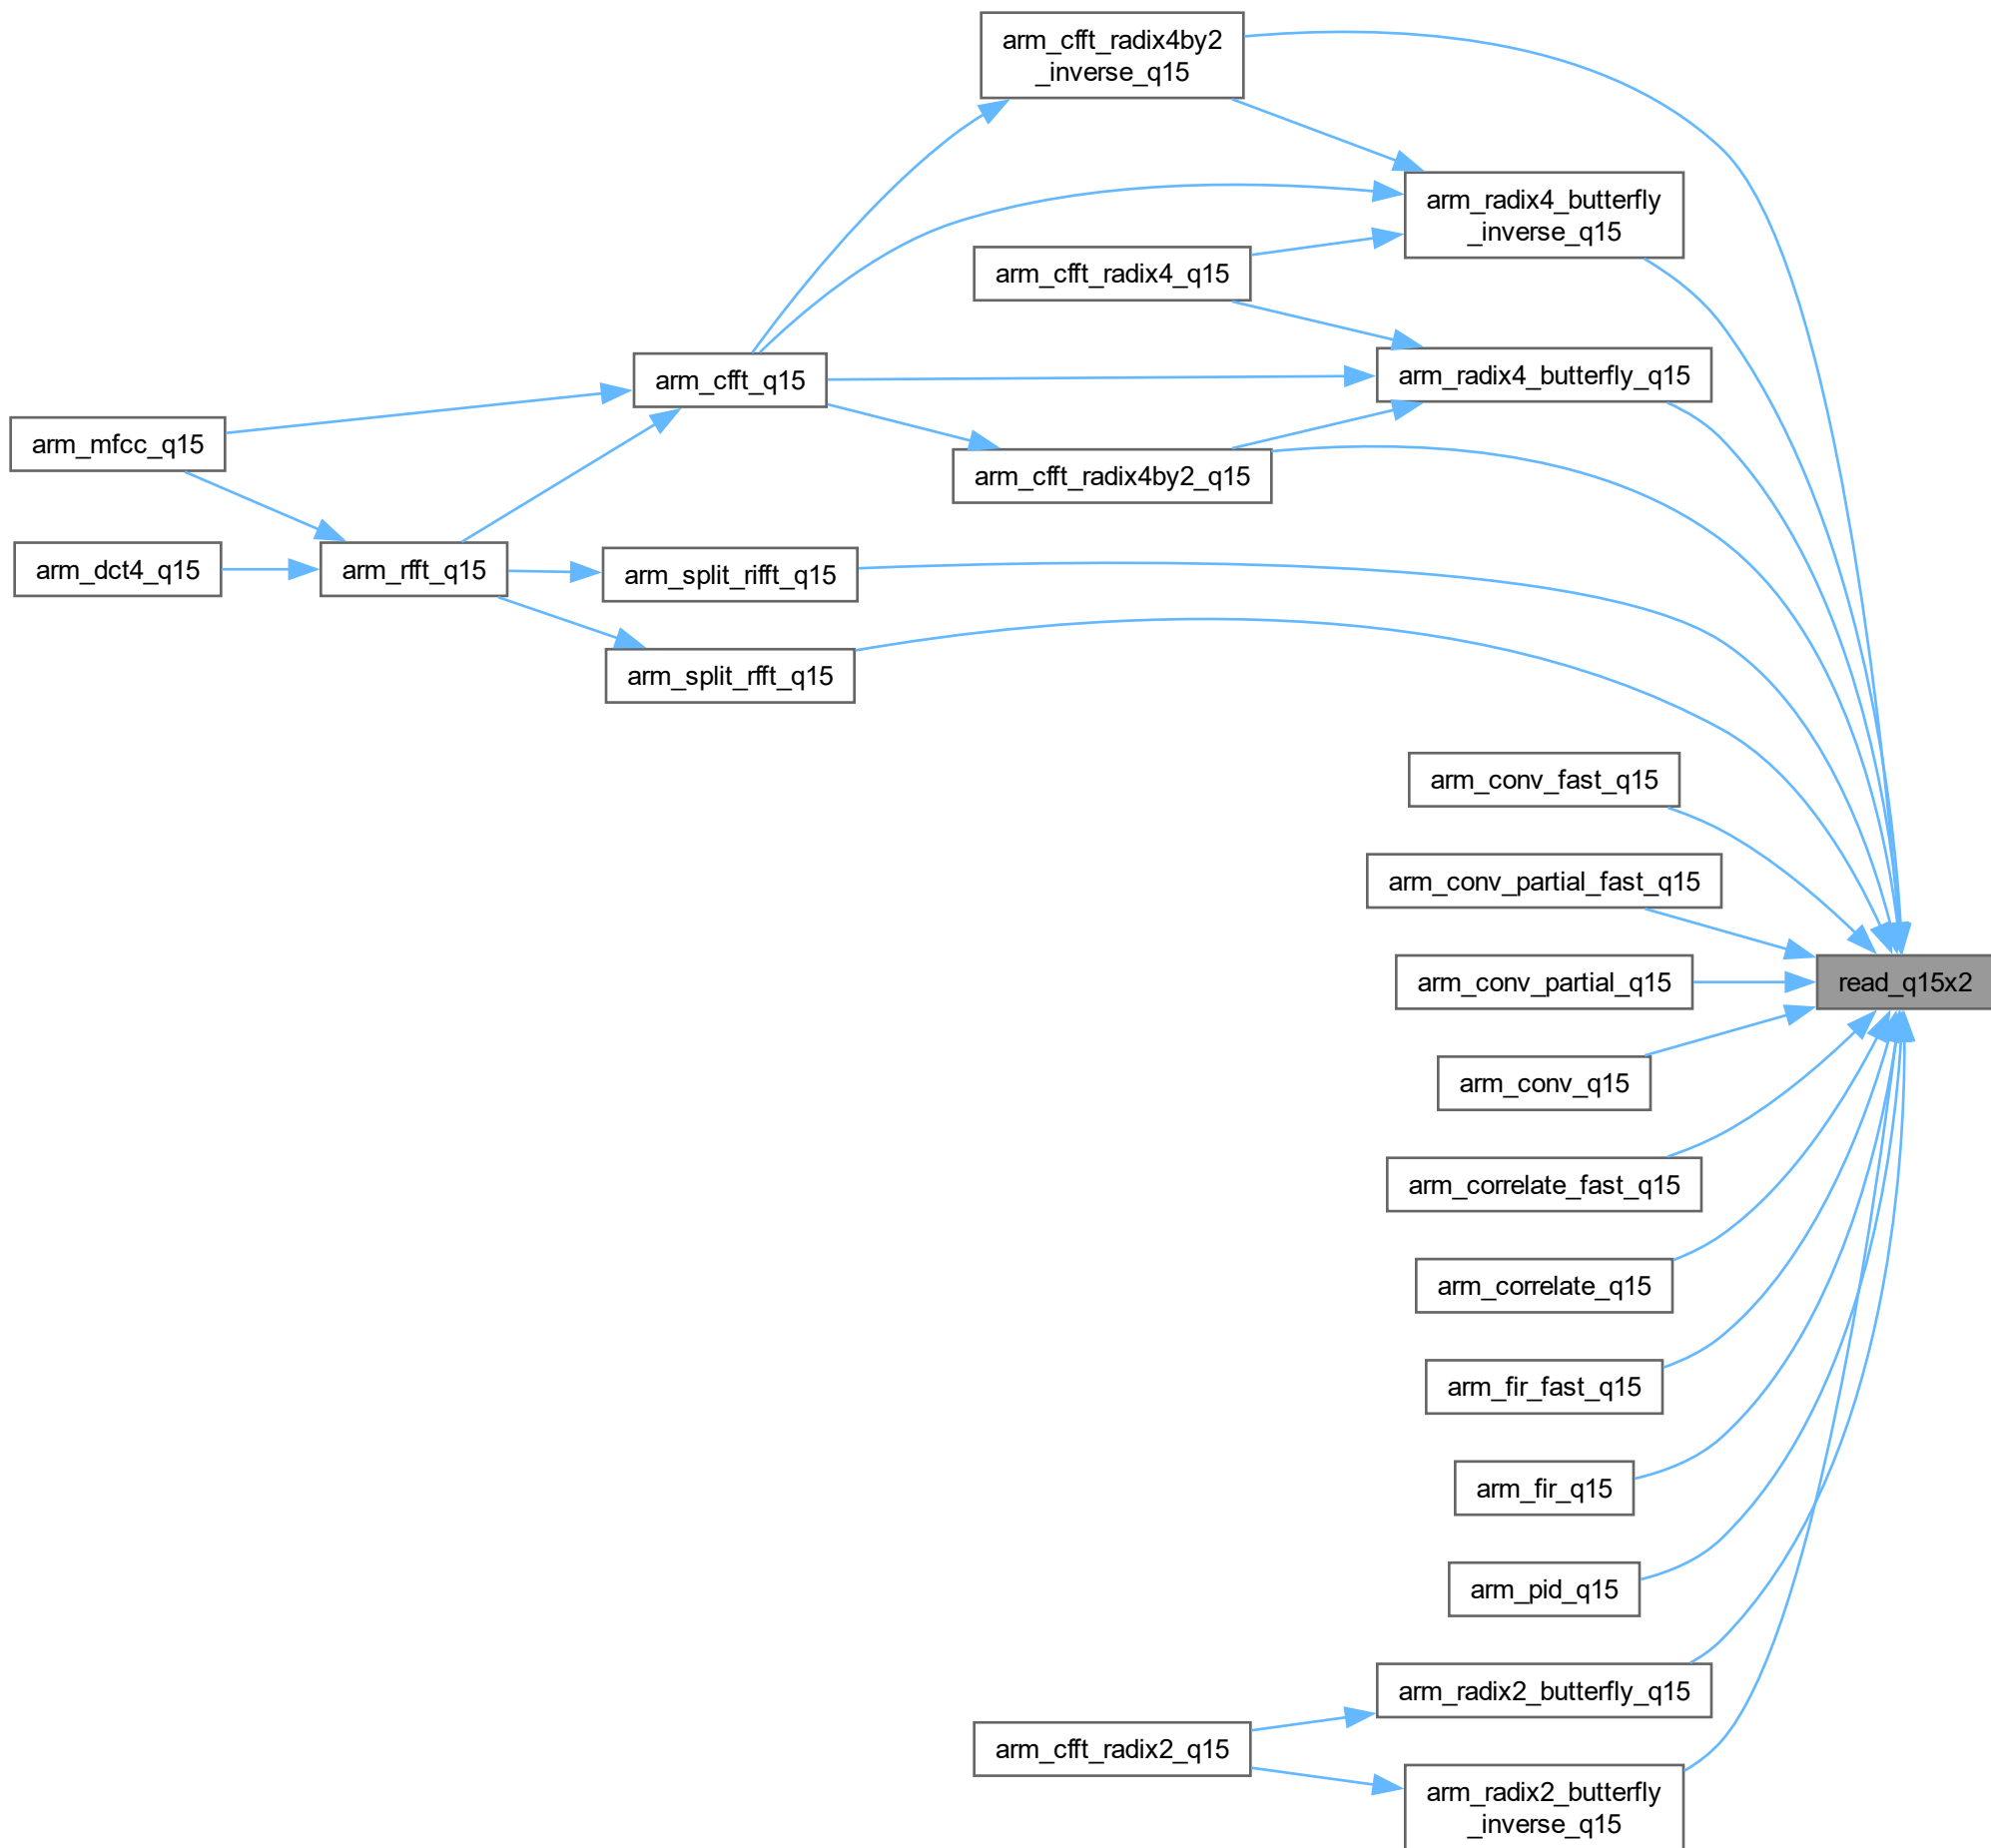 arm_cfft_radix4by2
_inverse_q15
arm_radix4_butterfly
_inverse_q15
arm_cfft_radix4_q15
arm_cfft_q15
arm_radix4_butterfly_q15
arm_mfcc_q15
arm_cfft_radix4by2_q15
arm_dct4_q15
arm_rfft_q15
arm_split_rifft_q15
arm_split_rfft_q15
arm_conv_fast_q15
arm_conv_partial_fast_q15
arm_conv_partial_q15
read_q15x2
arm_conv_q15
arm_correlate_fast_q15
arm_correlate_q15
arm_fir_fast_q15
arm_fir_q15
arm_pid_q15
arm_radix2_butterfly_q15
arm_cfft_radix2_q15
arm_radix2_butterfly
_inverse_q15